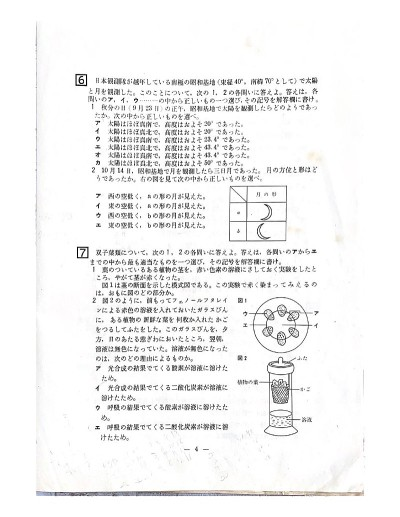 6 日本観測隊が越年している南極の昭和基地(東経40°,南緯70°として)で太陽
と月を観測した。このことについて,次の1,2の各問いに答えよ。答えは,各
問いのア,イ,ウ………の中から正しいもの一つ選び,その記号を解答欄に書け。
1 秋分の日(9月23日)の正午,昭和基地で太陽を観測したらどのようであっ
たか。次の中から正しいものを選べ。
ア 太陽はほぼ真南で,高度はおよそ20°であった。
イ 太陽はほぼ真北で,高度はおよそ20°であった。
ウ 太陽はほぼ真南で,高度はおよそ23.4°であった。
エ 太陽はほぼ真北で,高度はおよそ43.4°であった。
オ 太陽はほぼ真南で,高度はおよそ43.4°であった。
カ 太陽はほぼ真北で,高度はおよそ50°であった。
2 10月14日,昭和基地で月を観測したら三日月であった。月の方位と形はど
うであったか。右の図を見て次の中から正しいものを選べ。
ア 西の空低く,aの形の月が見えた。
イ 東の空低く,aの形の月が見えた。
ウ 西の空低く,bの形の月が見えた。
エ 東の空低く,bの形の月が見えた。
月の形
a
b
7 双子葉類について,次の1,2の各問いに答えよ。答えは,各問いのアからエ
までの中から最も適当なものを一つ選び,その記号を解答欄に書け。
1 葉のついているある植物の茎を,赤い色素の溶液にさしておく実験をしたと
ころ,やがて茎が赤くなった。
図1は茎の断面を示した模式図である。この実験で赤く染まってみえるの
は,おもに図のどの部分か。
2 図2のように,前もってフェノールフタレイ
ンによる赤色の溶液を入れておいたガラスびん
に,ある植物の新鮮な葉を何枚か入れたかご
をつるしてふたをした。このガラスびんを,夕
方,日のあたる窓ぎわにおいたところ,翌朝,
溶液は無色になっていた。溶液が無色になった
のは,次のどの理由によるものか。
ア 光合成の結果でてくる酸素が溶液に溶けた
ため。
イ 光合成の結果でてくる二酸化炭素が溶液に
溶けたため。
ウ 呼吸の結果でてくる酸素が溶液に溶けたた
め。
エ 呼吸の結果でてくる二酸化炭素が溶液に溶
けたため。
図1
ウ
ア
エ
イ
図2
ふた
植物の葉
かご
溶液
― 4 ―